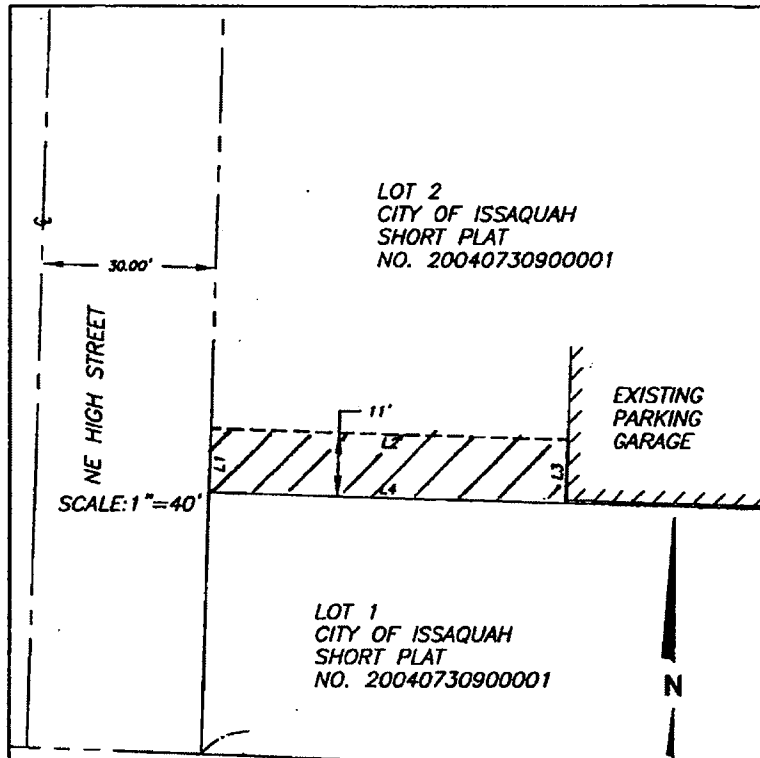 LOT 2
CITY OF ISSAQUAH
SHORT PLAT
NO. 20040730900001
30.00'
NE HIGH STREET
SCALE: 1"=40'
11'
EXISTING
PARKING
GARAGE
L1
L2
L3
L4
LOT 1
CITY OF ISSAQUAH
SHORT PLAT
NO. 20040730900001
N